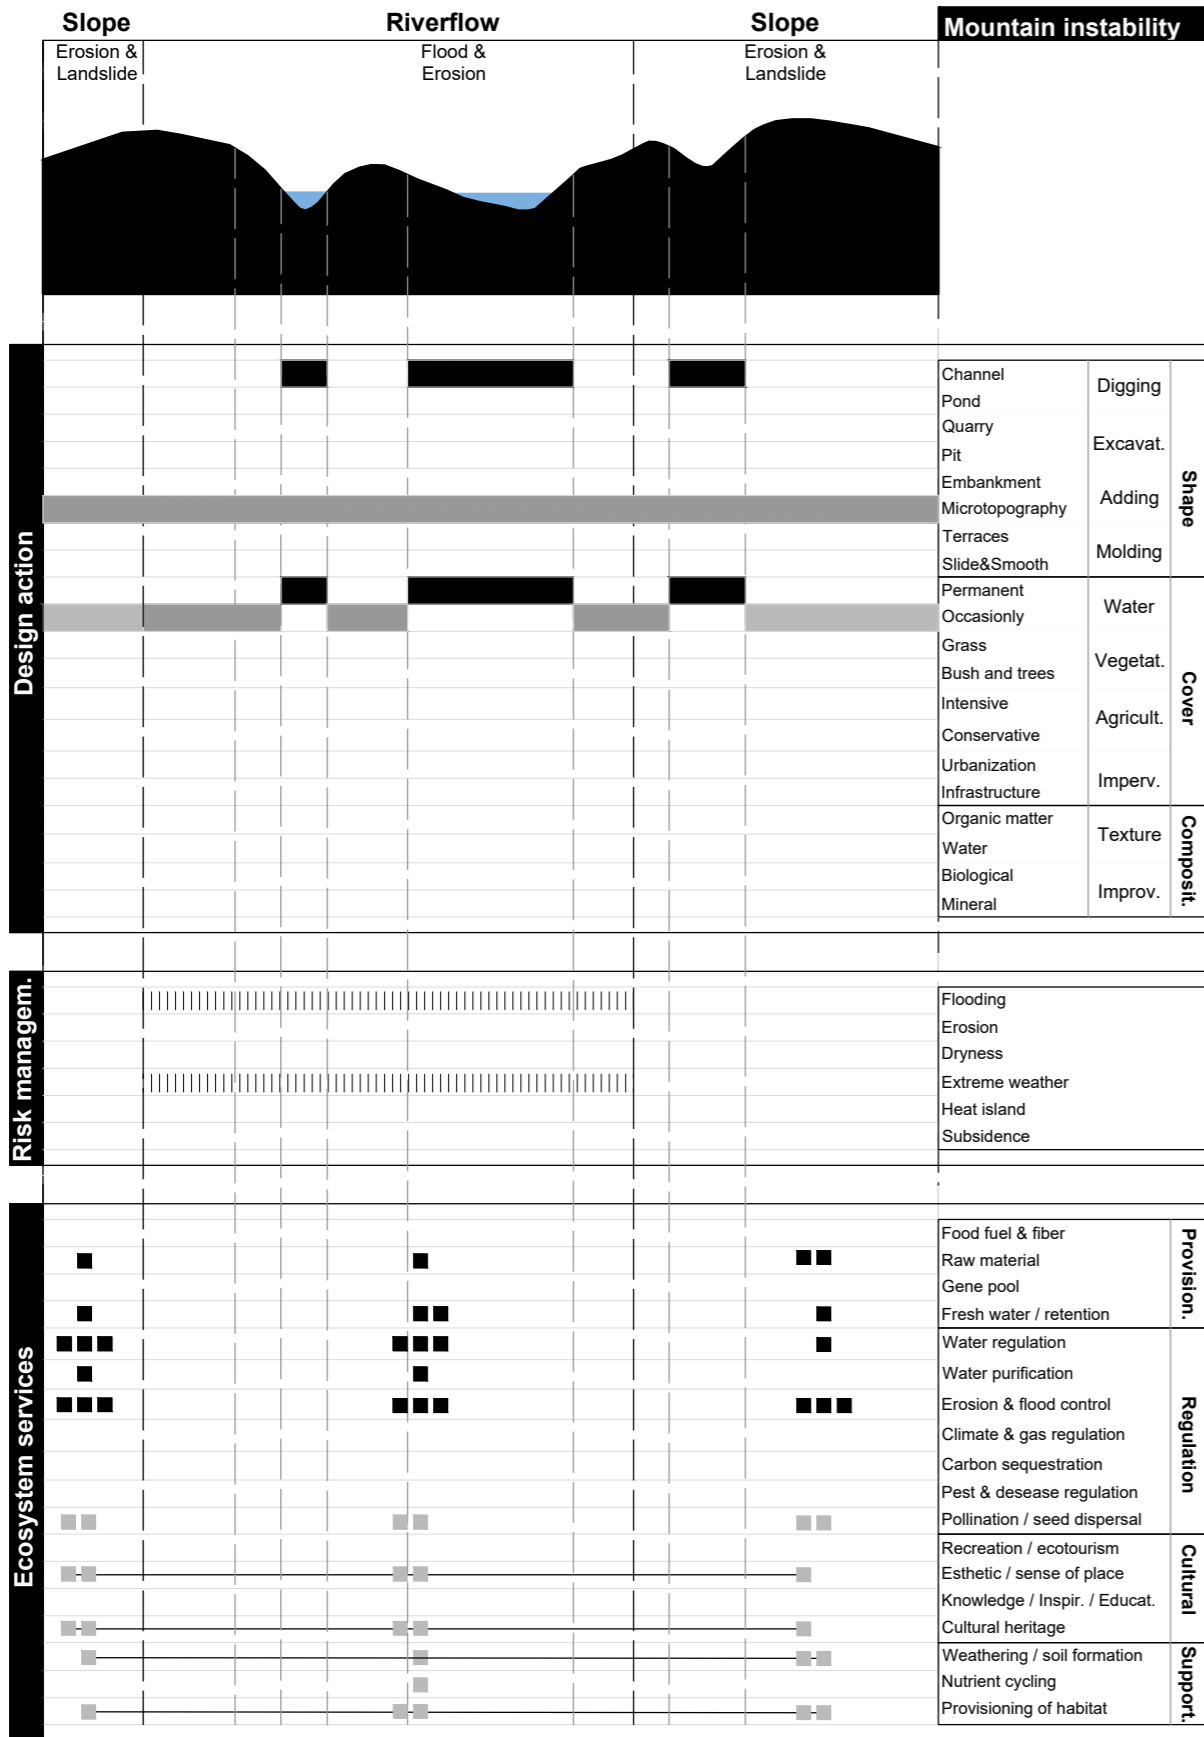 Slope
Riverflow
Slope
Mountain instability
Erosion &
Landslide
Flood &
Erosion
Erosion &
Landslide
Design action
Channel
Pond
Digging
Quarry
Pit
Excavat.
Embankment
Microtopography
Adding
Terraces
Slide&Smooth
Molding
Shape
Permanent
Occasionly
Water
Grass
Bush and trees
Vegetat.
Intensive
Conservative
Agricult.
Urbanization
Infrastructure
Imperv.
Cover
Organic matter
Water
Texture
Biological
Mineral
Improv.
Composit.
Risk managem.
Flooding
Erosion
Dryness
Extreme weather
Heat island
Subsidence
Ecosystem services
Food fuel & fiber
Raw material
Gene pool
Fresh water / retention
Provision.
Water regulation
Water purification
Erosion & flood control
Climate & gas regulation
Carbon sequestration
Pest & desease regulation
Pollination / seed dispersal
Regulation
Recreation / ecotourism
Esthetic / sense of place
Knowledge / Inspir. / Educat.
Cultural heritage
Cultural
Weathering / soil formation
Nutrient cycling
Provisioning of habitat
Support.